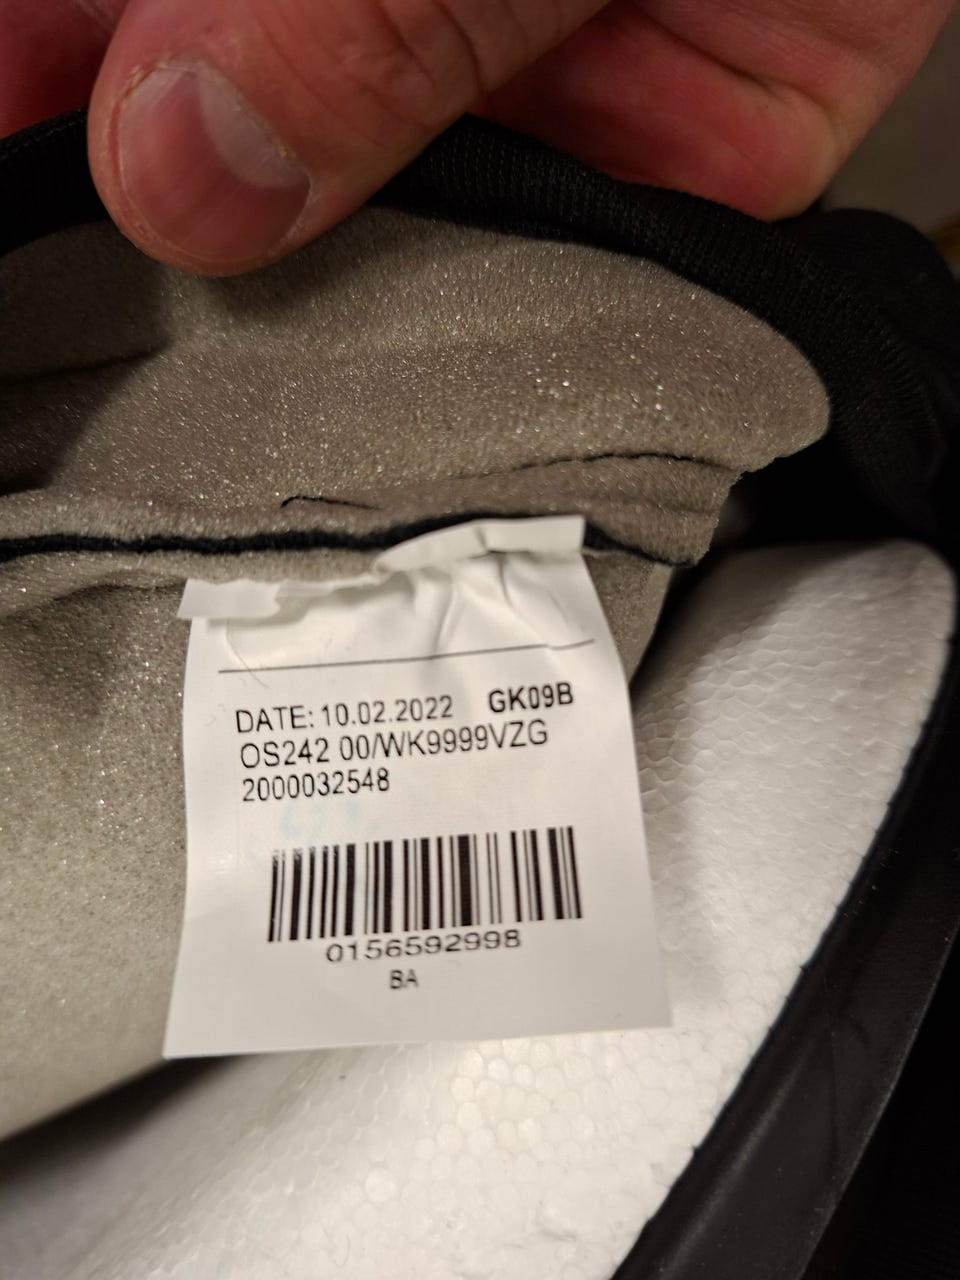 DATE: 10.02.2022 GK09B
OS242 00/WK9999VZG
2000032548
0156592998
BA